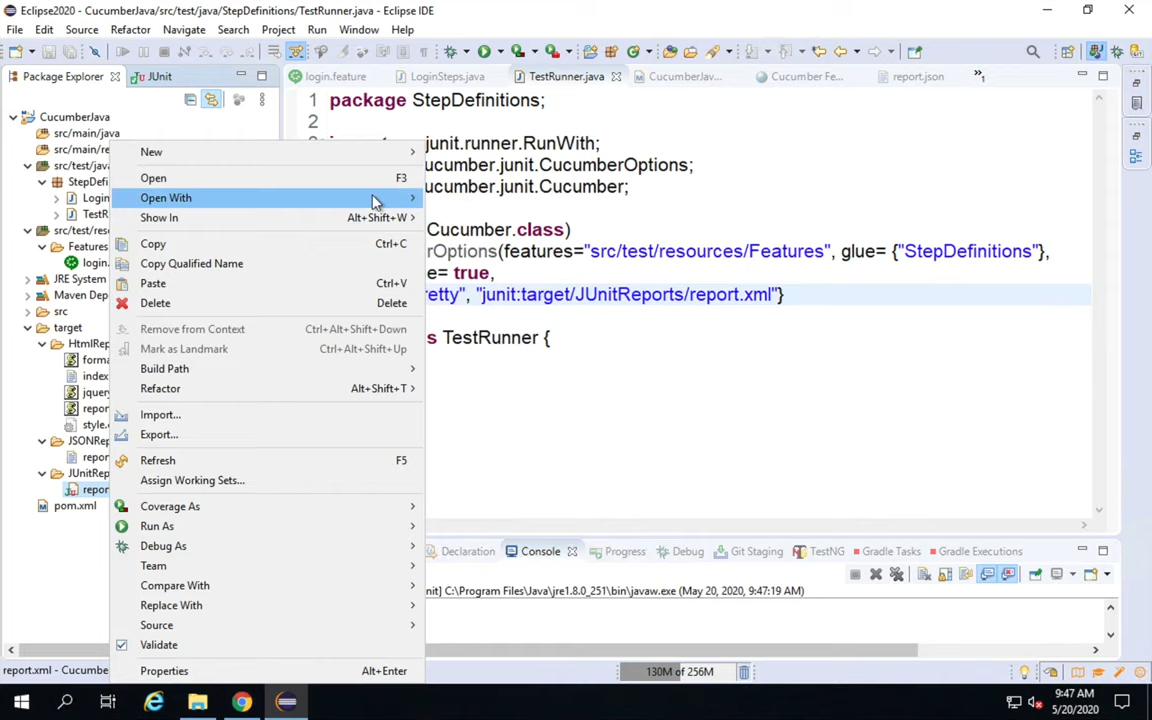 Eclipse2020 - CucumberJava/src/test/java/StepDefinitions/TestRunner.java - Eclipse IDE
File Edit Source Refactor Navigate Search Project Run Window Help
Package Explorer JUnit
login.feature LoginSteps.java TestRunner.java CucumberJav... Cucumber Fe... report.json »1
CucumberJava
src/main/java
src/main/re
src/test/java
StepDefi
Login
TestR
src/test/res
Features
login.
JRE System
Maven Dep
src
target
HtmlRep
forma
index
jquery
repor
style.c
JSONRep
repor
JUnitRep
repor
pom.xml
New
Open F3
Open With
Show In Alt+Shift+W
Copy Ctrl+C
Copy Qualified Name
Paste Ctrl+V
Delete Delete
Remove from Context Ctrl+Alt+Shift+Down
Mark as Landmark Ctrl+Alt+Shift+Up
Build Path
Refactor Alt+Shift+T
Import...
Export...
Refresh F5
Assign Working Sets...
Coverage As
Run As
Debug As
Team
Compare With
Replace With
Source
Validate
Properties Alt+Enter
1 package StepDefinitions;
2
junit.runner.RunWith;
cucumber.junit.CucumberOptions;
cucumber.junit.Cucumber;
Cucumber.class)
rOptions(features="src/test/resources/Features", glue= {"StepDefinitions"},
e= true,
retty", "junit:target/JUnitReports/report.xml"}
s TestRunner {
Declaration Console Progress Debug Git Staging TestNG Gradle Tasks Gradle Executions
nit] C:\Program Files\Java\jre1.8.0_251\bin\javaw.exe (May 20, 2020, 9:47:19 AM)
report.xml - Cucumbe
130M of 256M
9:47 AM
5/20/2020